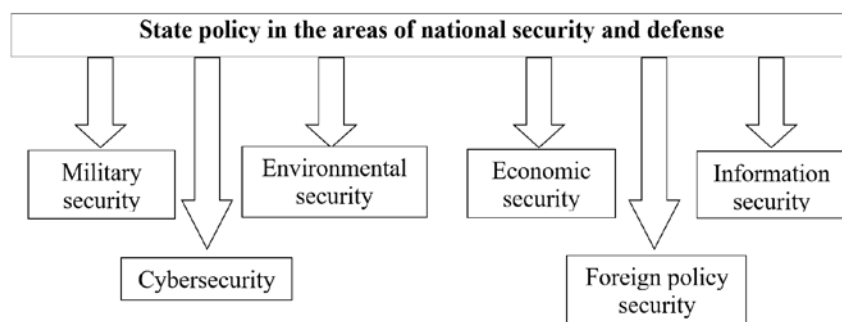 State policy in the areas of national security and defense
Military
security
Environmental
security
Economic
security
Information
security
Cybersecurity
Foreign policy
security